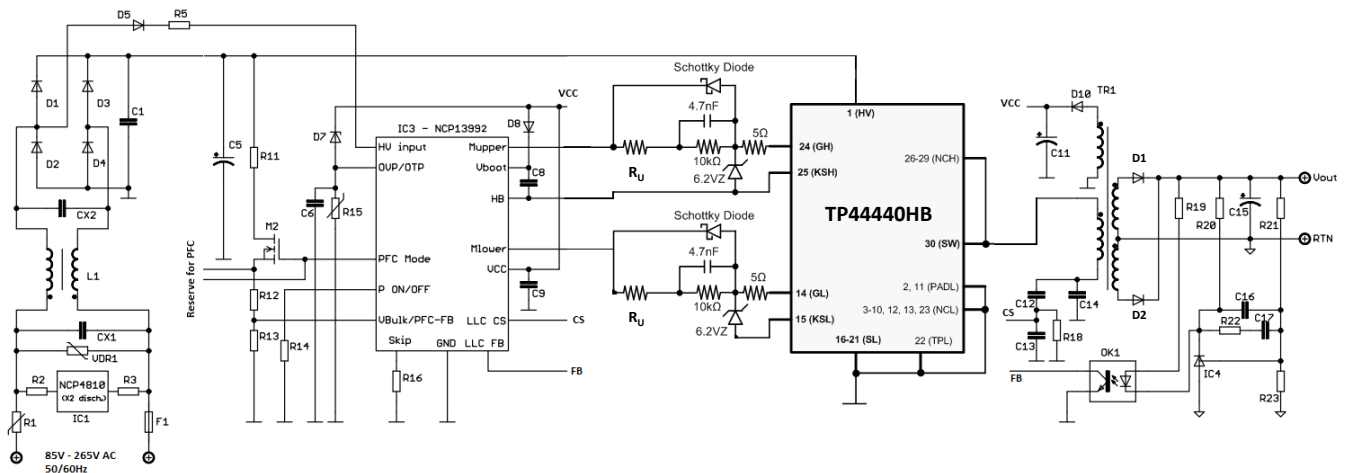 D5
R5
D1
D3
D2
D4
C1
CX2
L1
CX1
VDR1
R2
NCP4810
(X2 disch.)
IC1
R3
R1
F1
85V - 265V AC
50/60Hz
C5
R11
M2
Reserve for PFC
R12
R13
R14
C6
R15
D7
D8
VCC
IC3 - NCP13992
HV input
OVP/OTP
PFC Mode
P ON/OFF
VBulk/PFC-FB
Skip
GND
LLC FB
LLC CS
VCC
Mlower
HB
Vboot
Mupper
R16
C8
C9
CS
FB
Schottky Diode
4.7nF
5Ω
10kΩ
6.2VZ
RU
Schottky Diode
4.7nF
5Ω
10kΩ
6.2VZ
RU
TP44440HB
1 (HV)
24 (GH)
25 (KSH)
14 (GL)
15 (KSL)
16-21 (SL)
22 (TPL)
26-29 (NCH)
30 (SW)
2, 11 (PADL)
3-10, 12, 13, 23 (NCL)
VCC
D10
TR1
C11
D1
D2
C12
C14
CS
C13
R18
FB
OK1
R19
R20
C15
R21
Vout
RTN
C16
R22
C17
IC4
R23